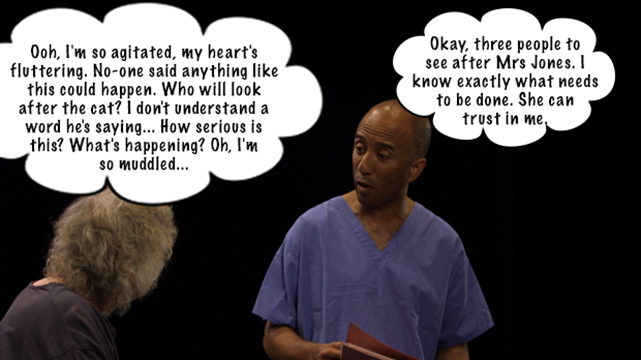 Ooh, I'm so agitated, my heart's
fluttering. No-one said anything like
this could happen. Who will look
after the cat? I don't understand a
word he's saying... How serious is
this? What's happening? Oh, I'm
so muddled...
Okay, three people to
see after Mrs Jones. I
know exactly what needs
to be done. She can
trust in me.